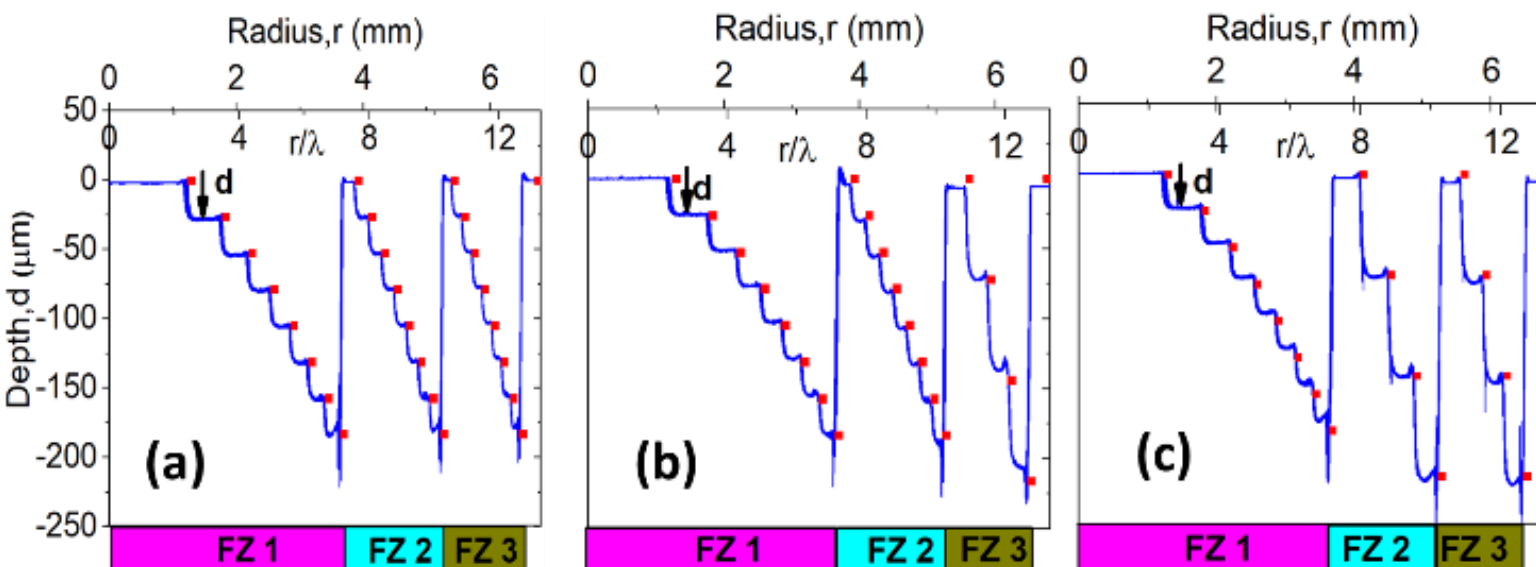 Radius,r (mm)
0 2 4 6
50
0 4 r/λ 8 12
0
-50
-100
-150
-200
-250
Depth,d (μm)
d
(a)
FZ 1 FZ 2 FZ 3
Radius,r (mm)
0 2 4 6
0 4 r/λ 8 12
d
(b)
FZ 1 FZ 2 FZ 3
Radius,r (mm)
0 2 4 6
0 4 r/λ 8 12
d
(c)
FZ 1 FZ 2 FZ 3